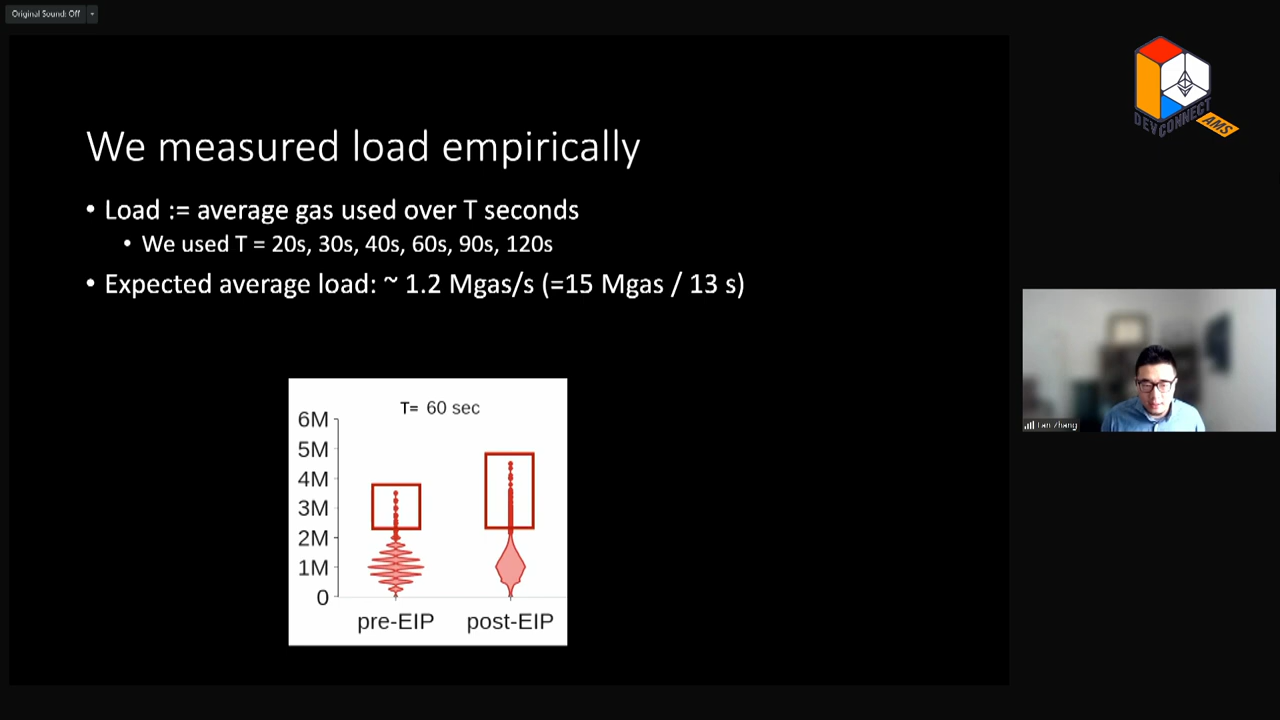 Original Sound: Off
DEVCONNECT
AMS
We measured load empirically
• Load := average gas used over T seconds
• We used T = 20s, 30s, 40s, 60s, 90s, 120s
• Expected average load: ~ 1.2 Mgas/s (=15 Mgas / 13 s)
T= 60 sec
6M
5M
4M
3M
2M
1M
0
pre-EIP
post-EIP
Zhang